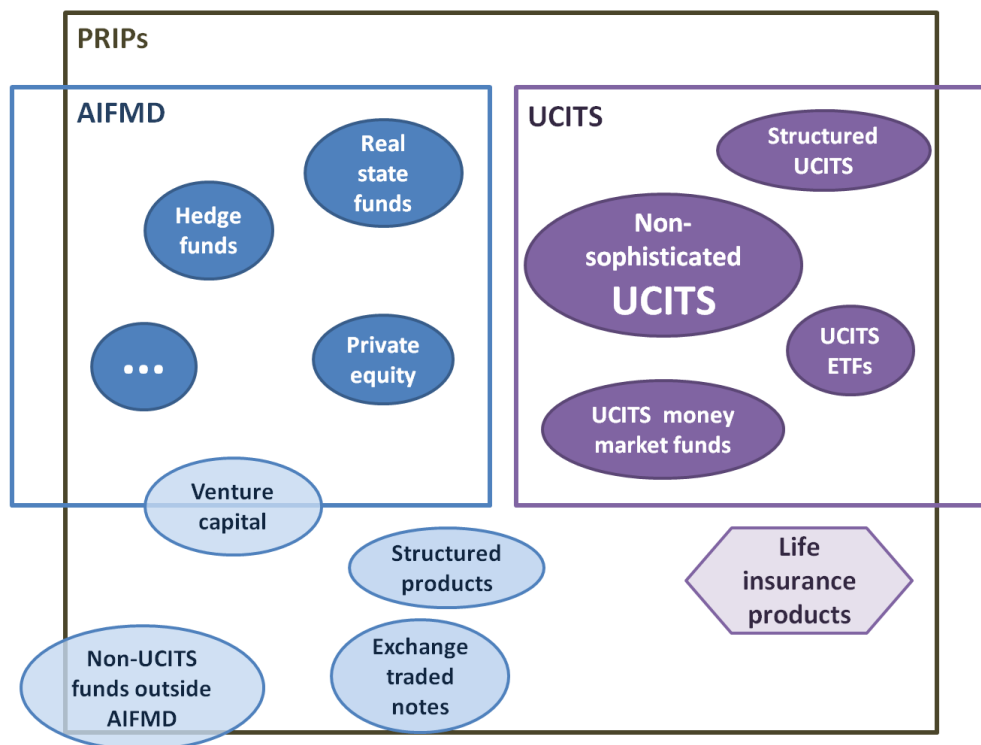 PRIPs
AIFMD
UCITS
Real
state
funds
Hedge
funds
...
Private
equity
Structured
UCITS
Non-
sophisticated
UCITS
UCITS
ETFs
UCITS money
market funds
Venture
capital
Structured
products
Life
insurance
products
Non-UCITS
funds outside
AIFMD
Exchange
traded
notes